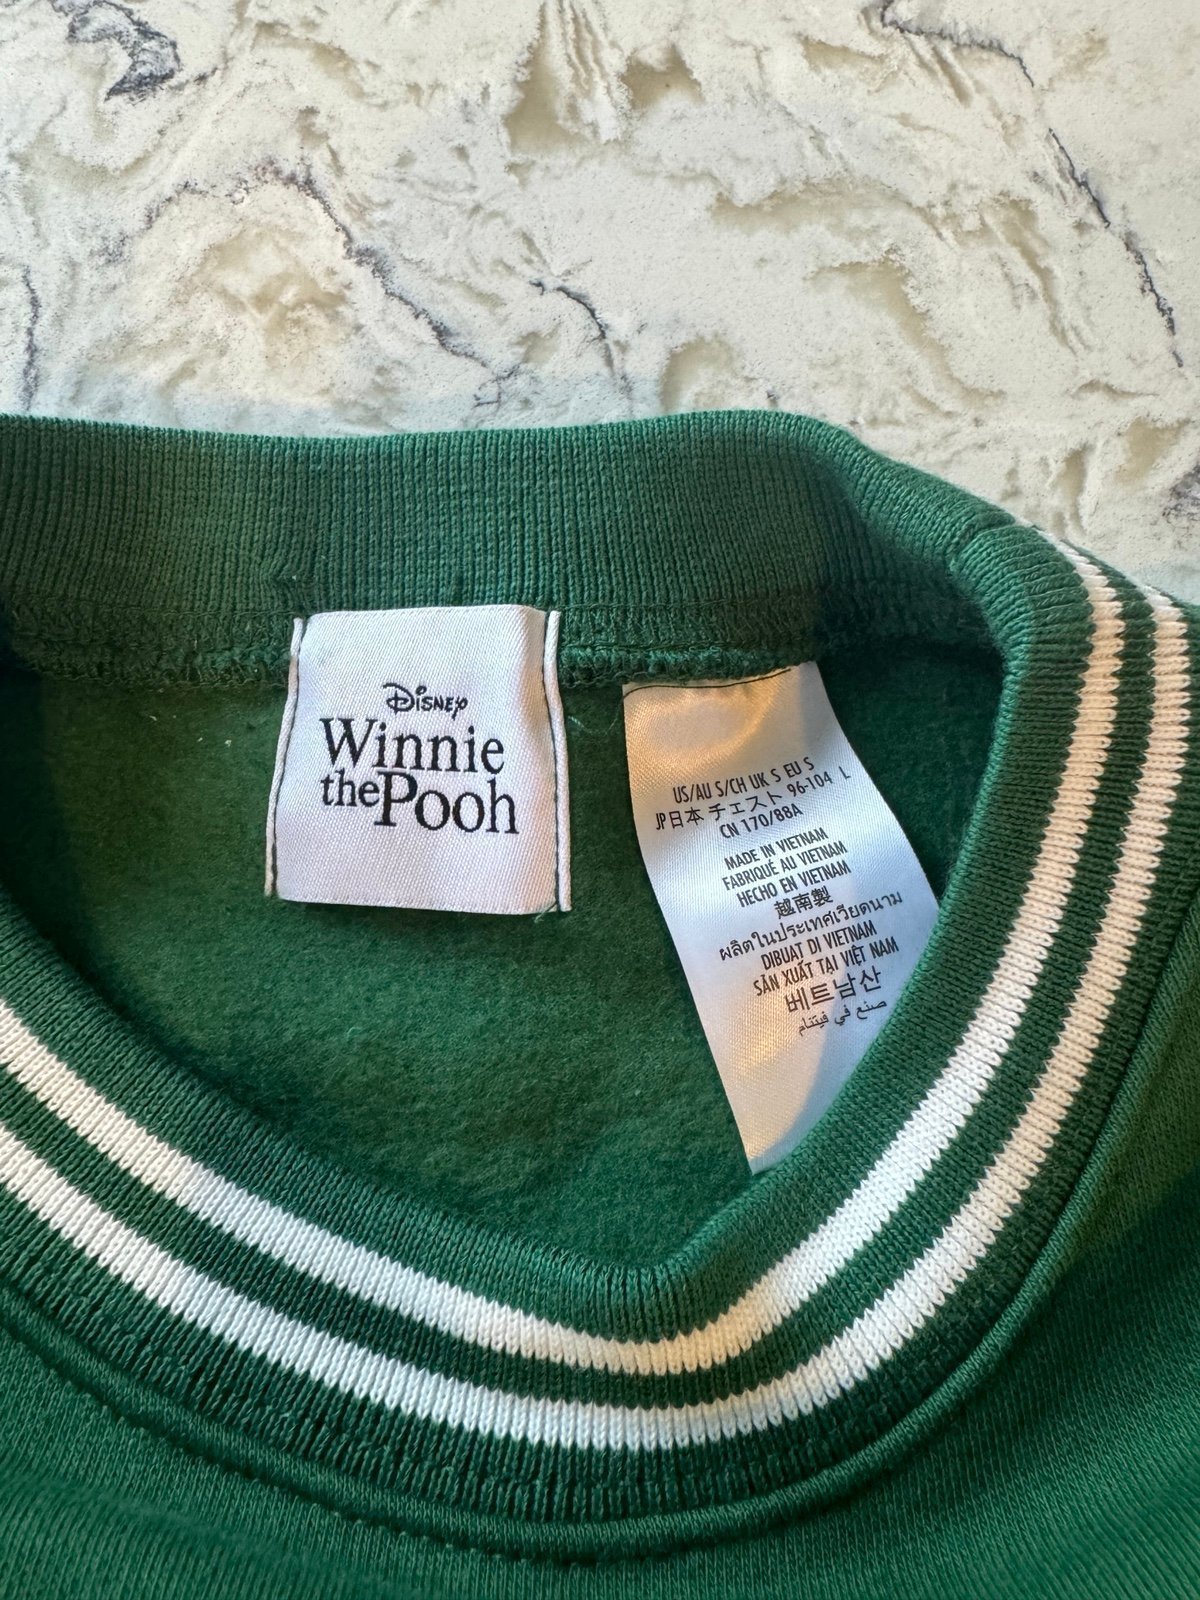 Disney
Winnie
the Pooh
US/AU S/CH UK S EU S
JP日本 チェスト 96-104 L
CN 170/88A
MADE IN VIETNAM
FABRIQUÉ AU VIETNAM
HECHO EN VIETNAM
越南製
ผลิตในประเทศเวียดนาม
DIBUAT DI VIETNAM
SẢN XUẤT TẠI VIỆT NAM
베트남산
صنع في فيتنام